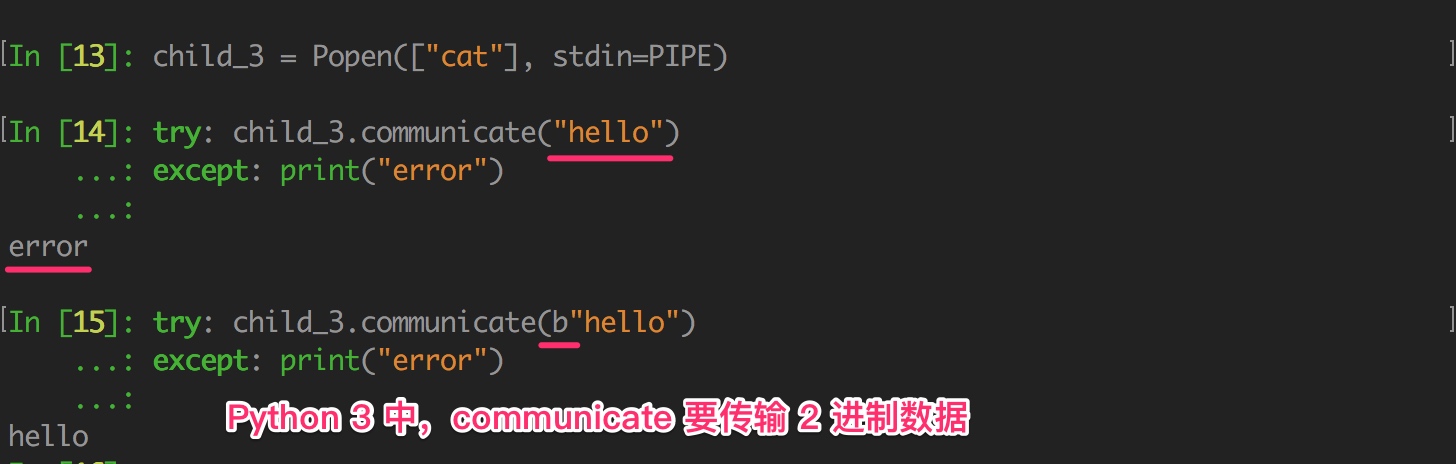 [In [13]: child_3 = Popen(["cat"], stdin=PIPE) ]
[In [14]: try: child_3.communicate("hello") ]
...: except: print("error")
...:
error
[In [15]: try: child_3.communicate(b"hello") ]
...: except: print("error")
...:
Python 3 中，communicate 要传输 2 进制数据
hello